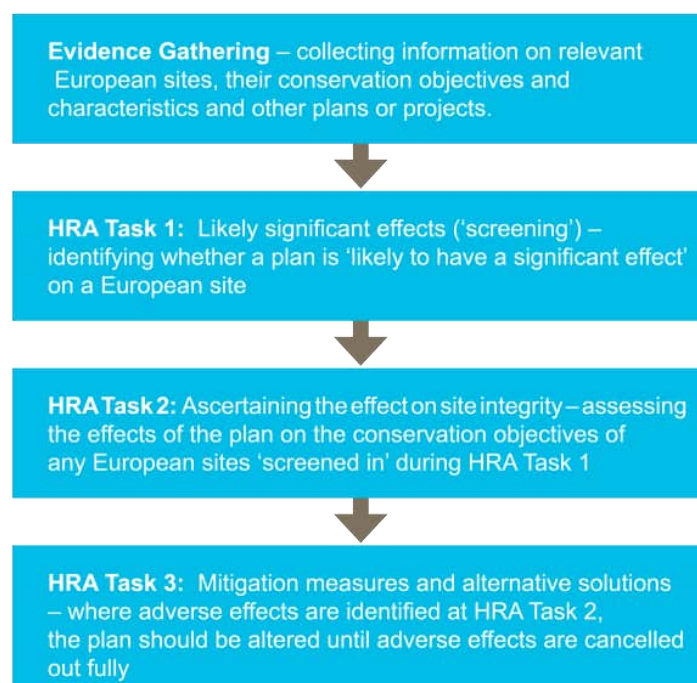 Evidence Gathering – collecting information on relevant
European sites, their conservation objectives and
characteristics and other plans or projects.
HRA Task 1: Likely significant effects (‘screening’) –
identifying whether a plan is ‘likely to have a significant effect’
on a European site
HRA Task 2: Ascertaining the effect on site integrity – assessing
the effects of the plan on the conservation objectives of
any European sites ‘screened in’ during HRA Task 1
HRA Task 3: Mitigation measures and alternative solutions
– where adverse effects are identified at HRA Task 2,
the plan should be altered until adverse effects are cancelled
out fully